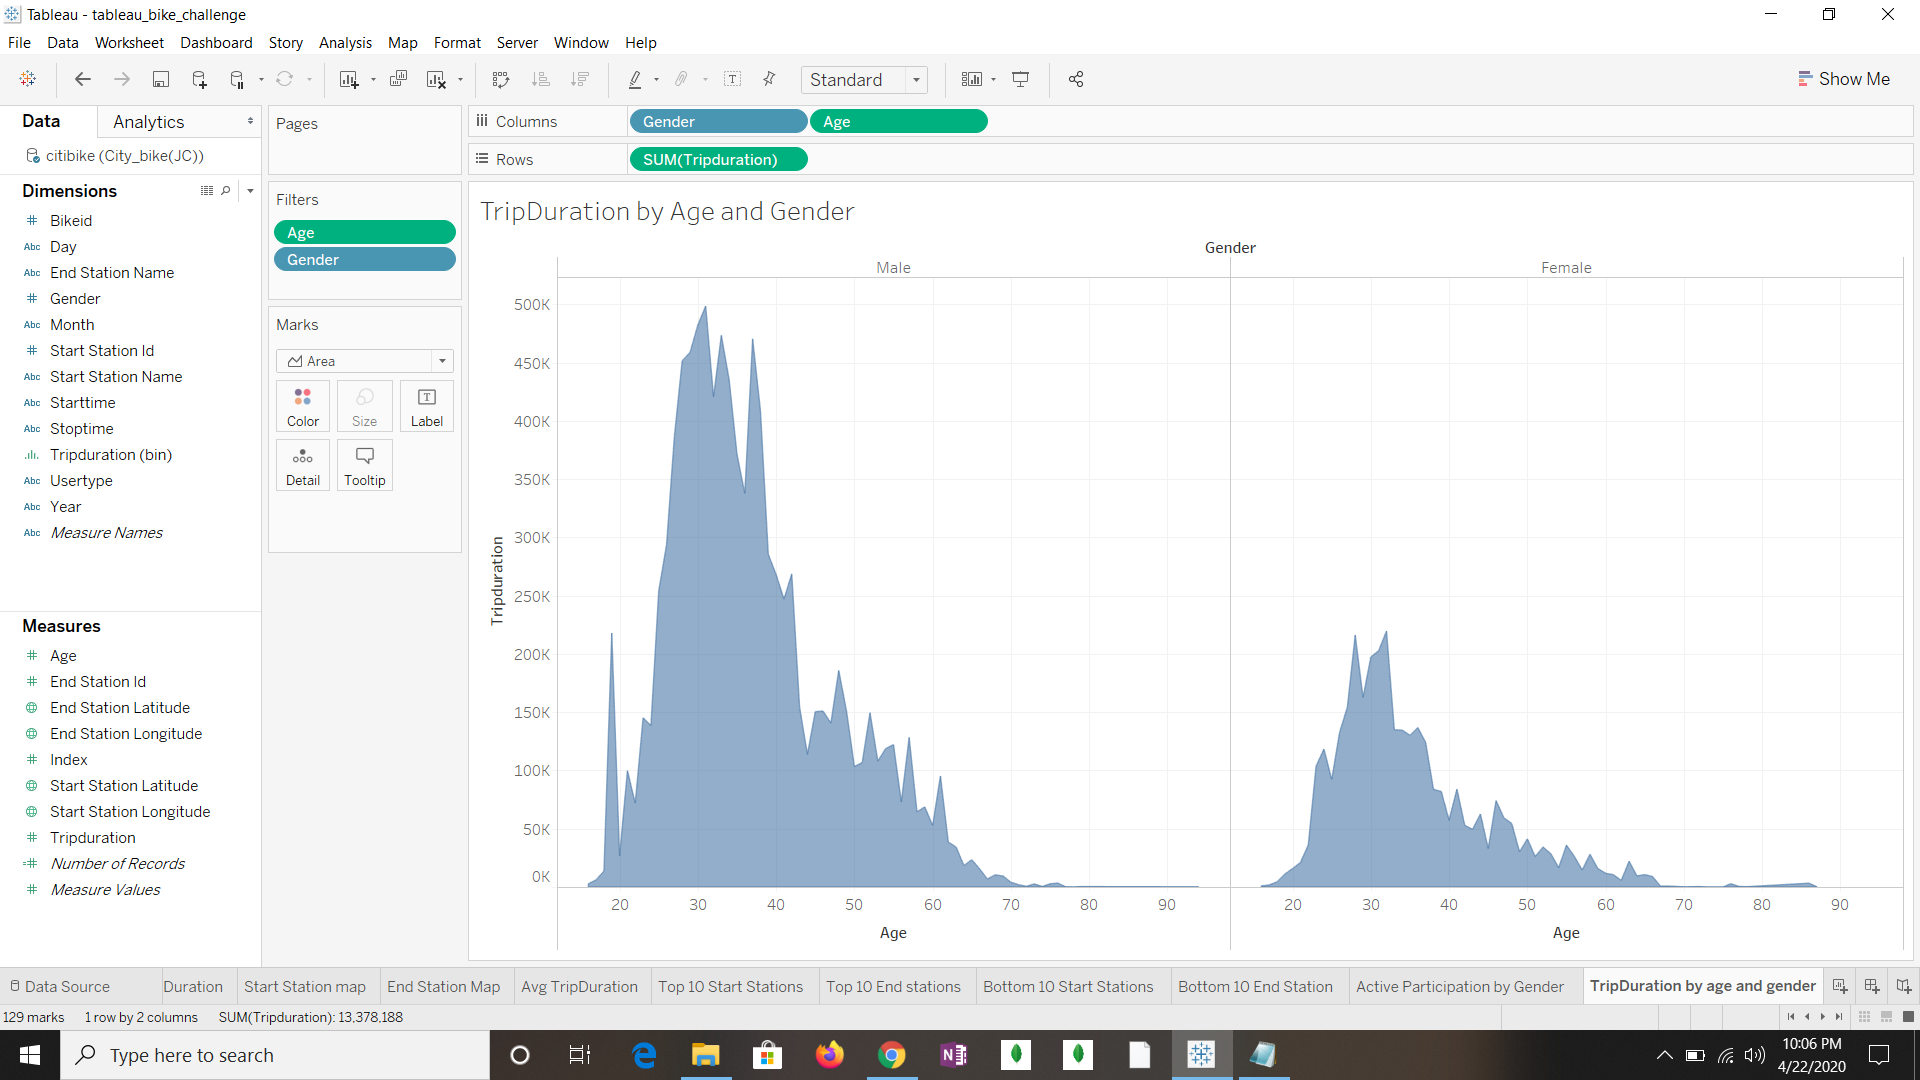 Tableau - tableau_bike_challenge
File Data Worksheet Dashboard Story Analysis Map Format Server Window Help
Standard
Show Me
Data Analytics
citibike (City_bike(JC))
Dimensions
# Bikeid
Abc Day
Abc End Station Name
# Gender
Abc Month
# Start Station Id
Abc Start Station Name
Abc Starttime
Abc Stoptime
Tripduration (bin)
Abc Usertype
Abc Year
Abc Measure Names
Measures
# Age
# End Station Id
End Station Latitude
End Station Longitude
# Index
Start Station Latitude
Start Station Longitude
# Tripduration
=# Number of Records
# Measure Values
Pages
Filters
Age
Gender
Marks
Area
Color Size T Label
Detail Tooltip
Columns Gender Age
Rows SUM(Tripduration)
TripDuration by Age and Gender
Gender
Male Female
Tripduration
500K
450K
400K
350K
300K
250K
200K
150K
100K
50K
0K
20 30 40 50 60 70 80 90 20 30 40 50 60 70 80 90
Age Age
Data Source Duration Start Station map End Station Map Avg TripDuration Top 10 Start Stations Top 10 End stations Bottom 10 Start Stations Bottom 10 End Station Active Participation by Gender TripDuration by age and gender
129 marks 1 row by 2 columns SUM(Tripduration): 13,378,188
Type here to search
N
10:06 PM
4/22/2020